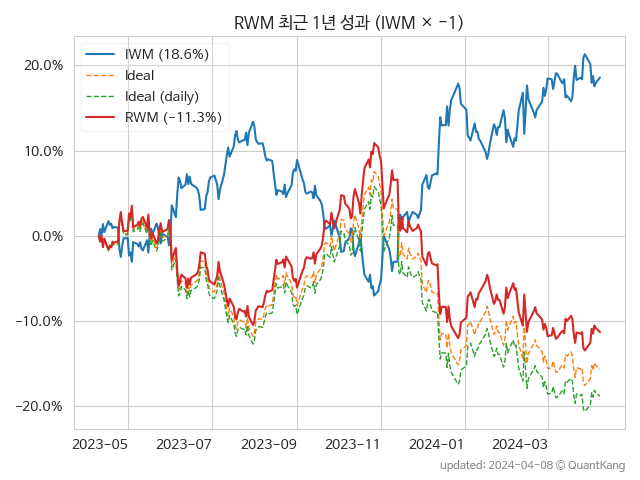 RWM 최근 1년 성과 (IWM × −1)
IWM (18.6%)
Ideal
Ideal (daily)
RWM (−11.3%)
20.0%
10.0%
0.0%
−10.0%
−20.0%
2023-05 2023-07 2023-09 2023-11 2024-01 2024-03
updated: 2024-04-08 © QuantKang